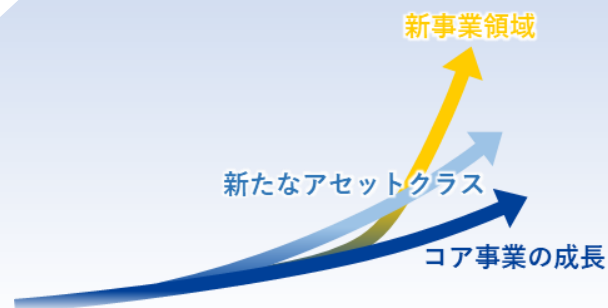 新事業領域
新たなアセットクラス
コア事業の成長